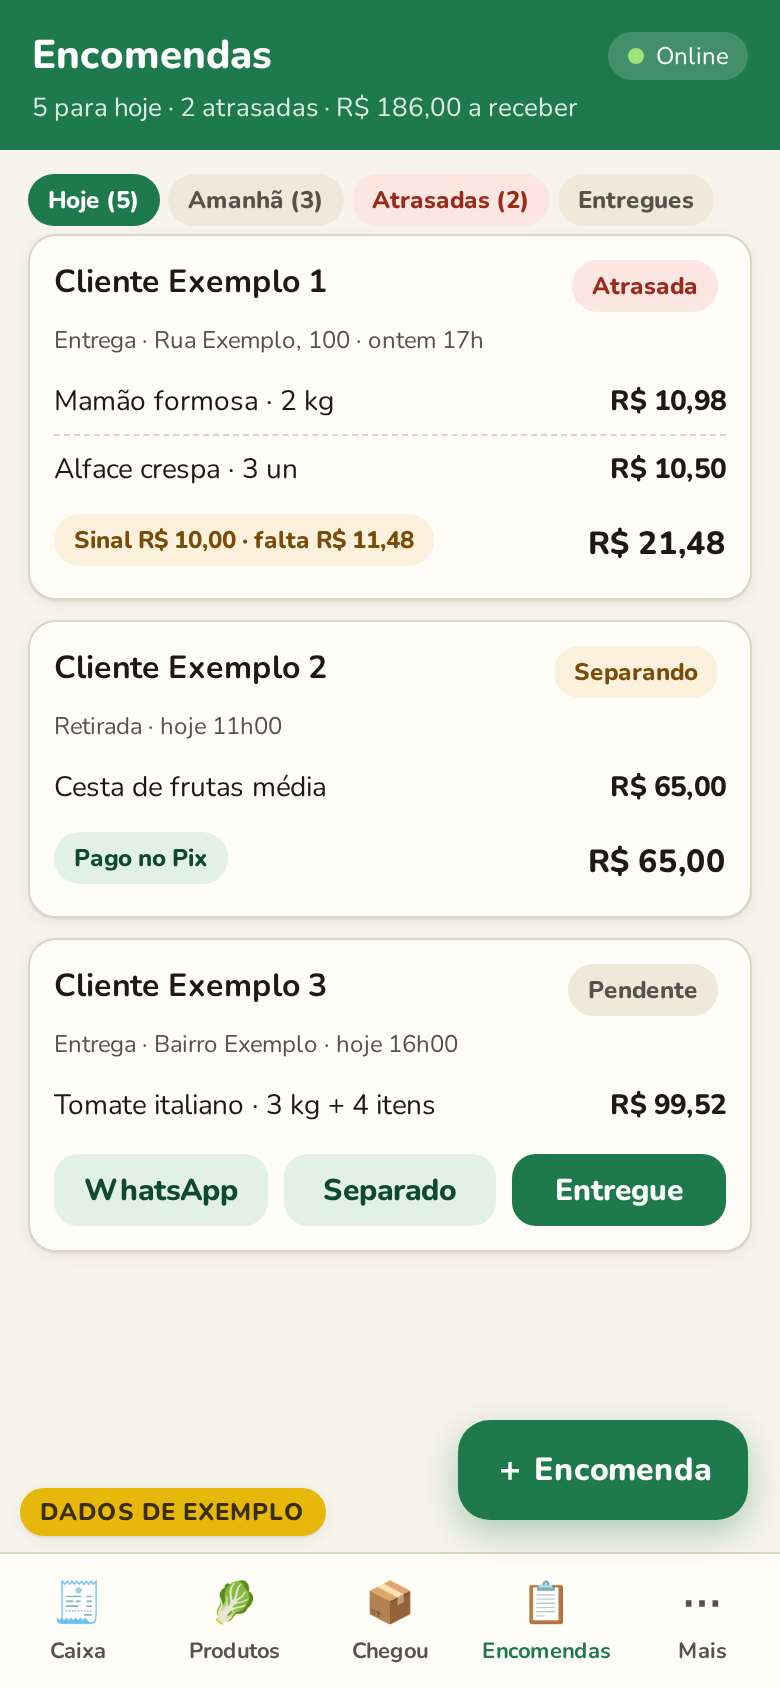 Encomendas
Online
5 para hoje · 2 atrasadas · R$ 186,00 a receber
Hoje (5)
Amanhã (3)
Atrasadas (2)
Entregues
Cliente Exemplo 1
Atrasada
Entrega · Rua Exemplo, 100 · ontem 17h
Mamão formosa · 2 kg
R$ 10,98
Alface crespa · 3 un
R$ 10,50
Sinal R$ 10,00 · falta R$ 11,48
R$ 21,48
Cliente Exemplo 2
Separando
Retirada · hoje 11h00
Cesta de frutas média
R$ 65,00
Pago no Pix
R$ 65,00
Cliente Exemplo 3
Pendente
Entrega · Bairro Exemplo · hoje 16h00
Tomate italiano · 3 kg + 4 itens
R$ 99,52
WhatsApp
Separado
Entregue
+ Encomenda
DADOS DE EXEMPLO
Caixa
Produtos
Chegou
Encomendas
Mais